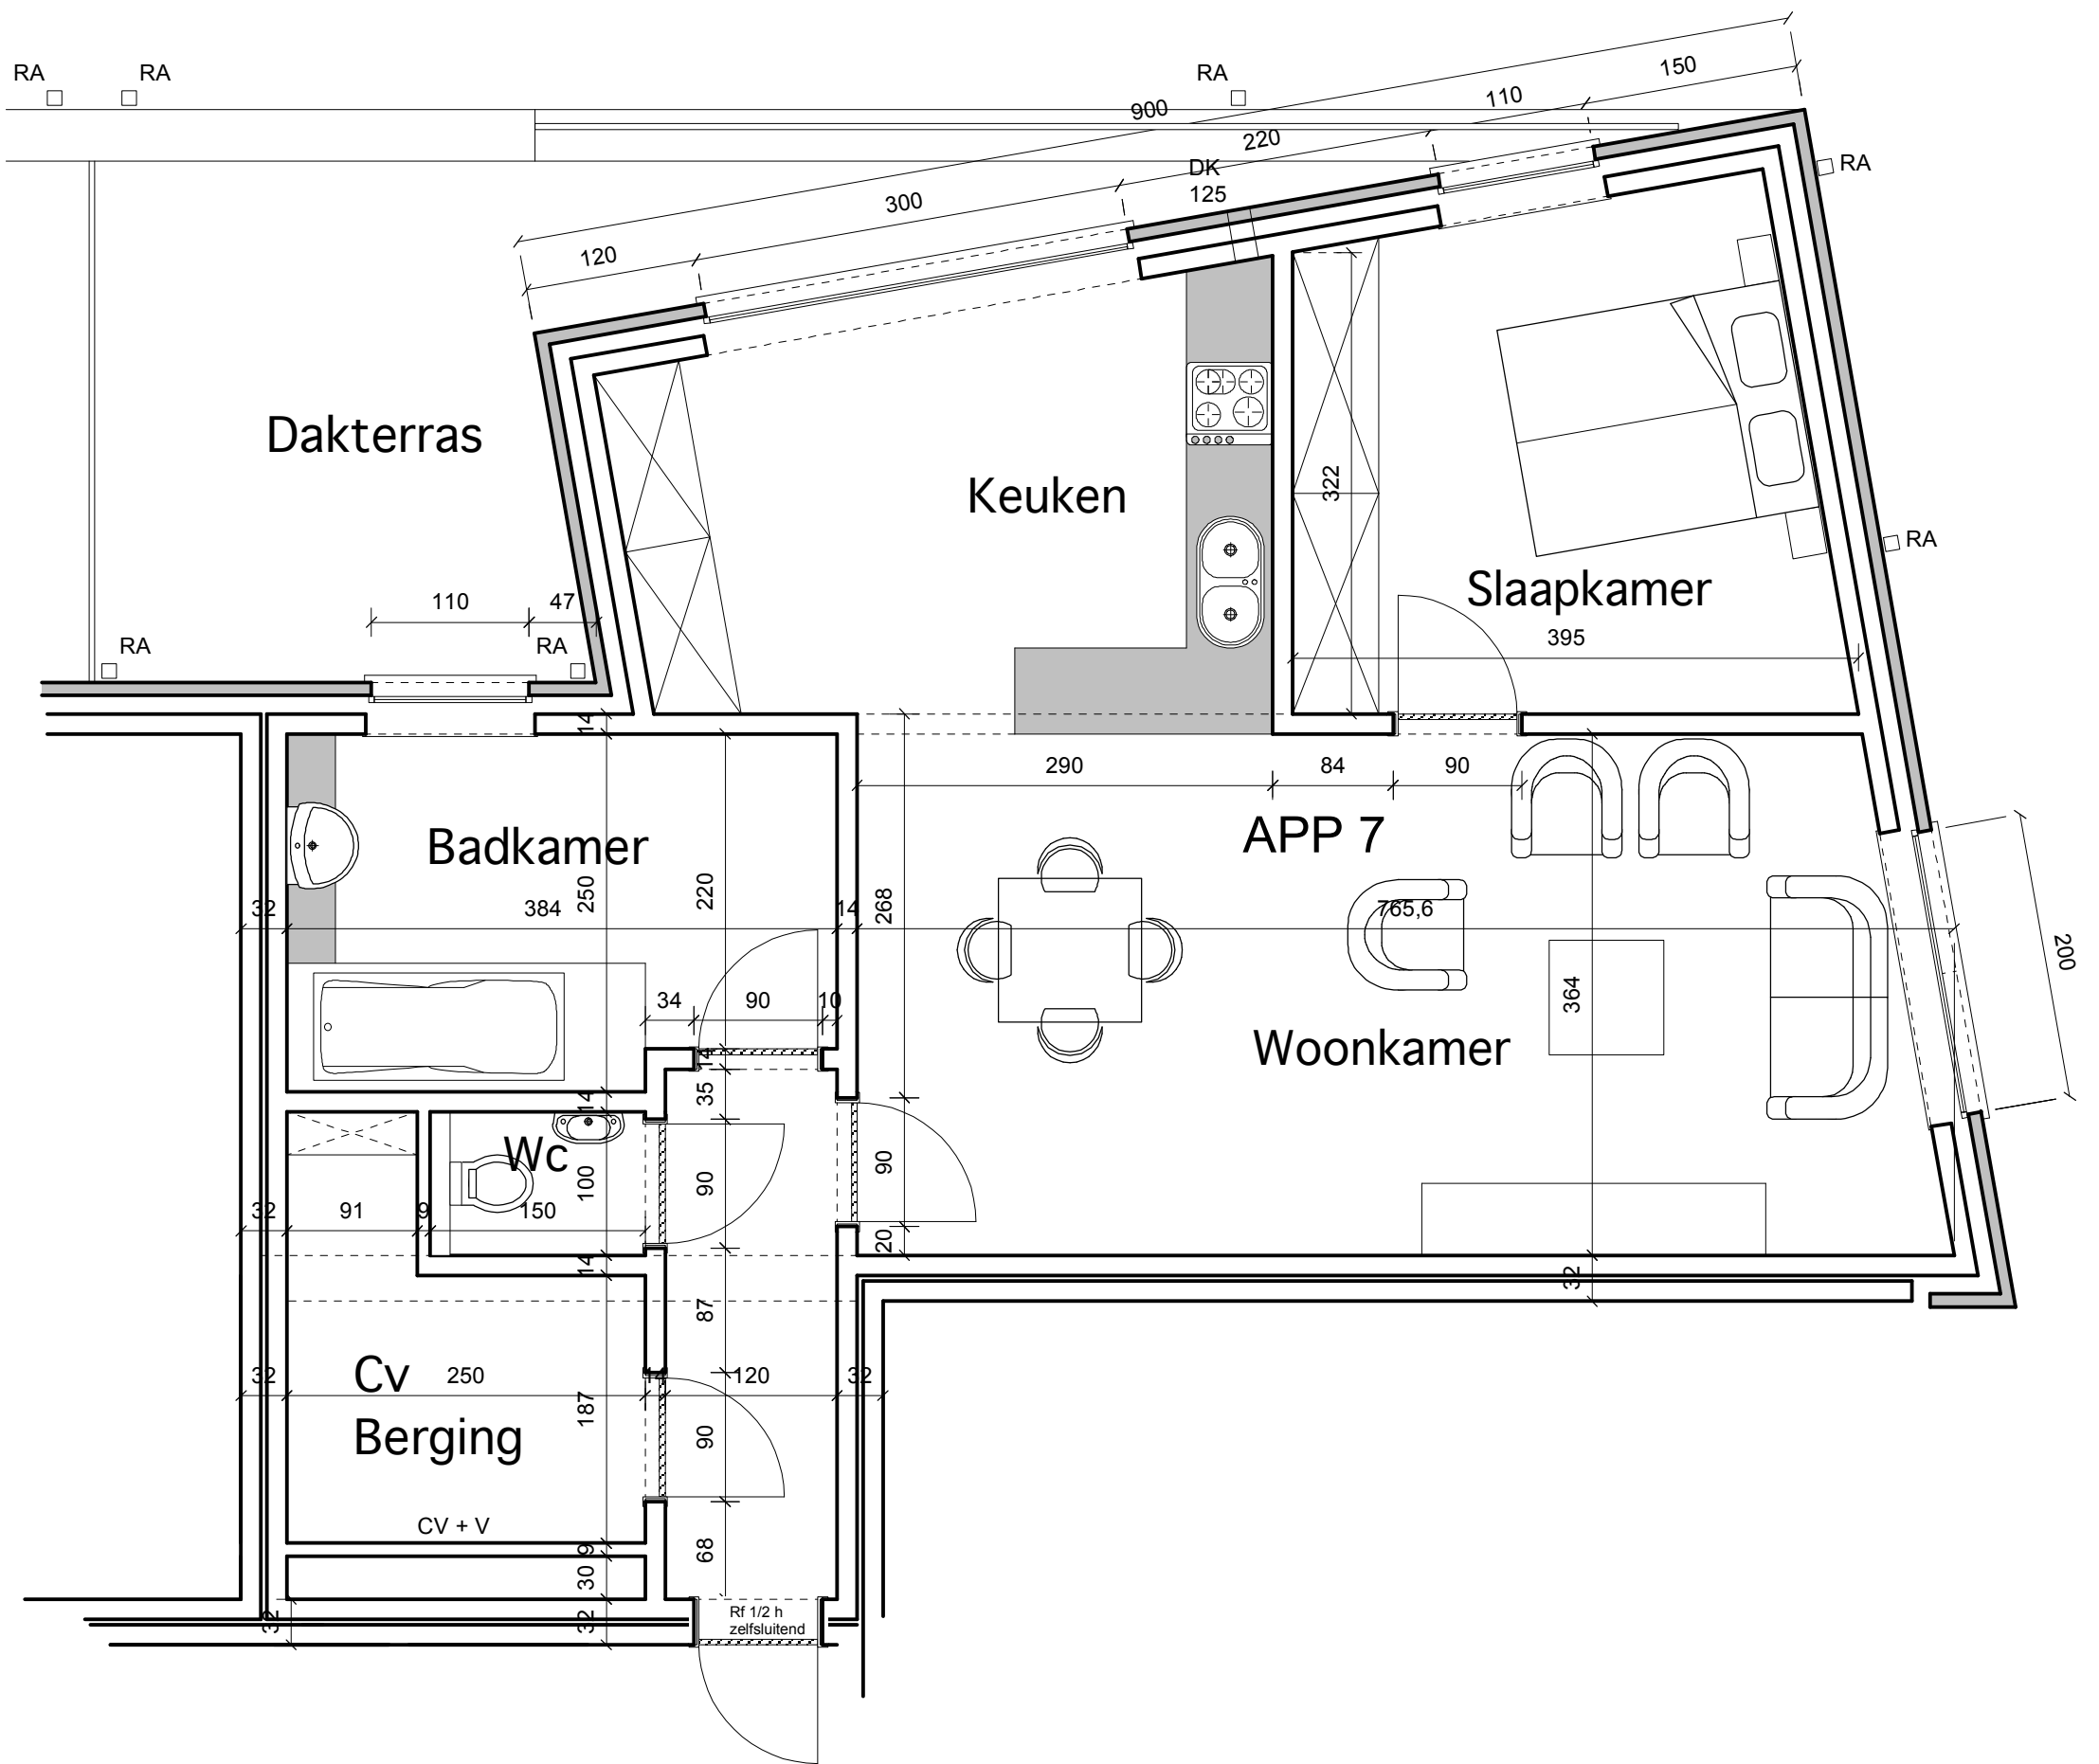 RA
RA
RA
900
110
150
220
DK
125
RA
300
120
Dakterras
Keuken
322
RA
Slaapkamer
110
47
395
RA
RA
14
290
84
90
APP 7
Badkamer
250
220
268
32
384
14
765,6
200
34
90
10
364
Woonkamer
14
35
14
Wc
100
90
90
32
91
9
150
20
14
32
87
Cv
32
250
14
120
32
187
Berging
90
CV + V
9
68
30
Rf 1/2 h
zelfsluitend
32
32